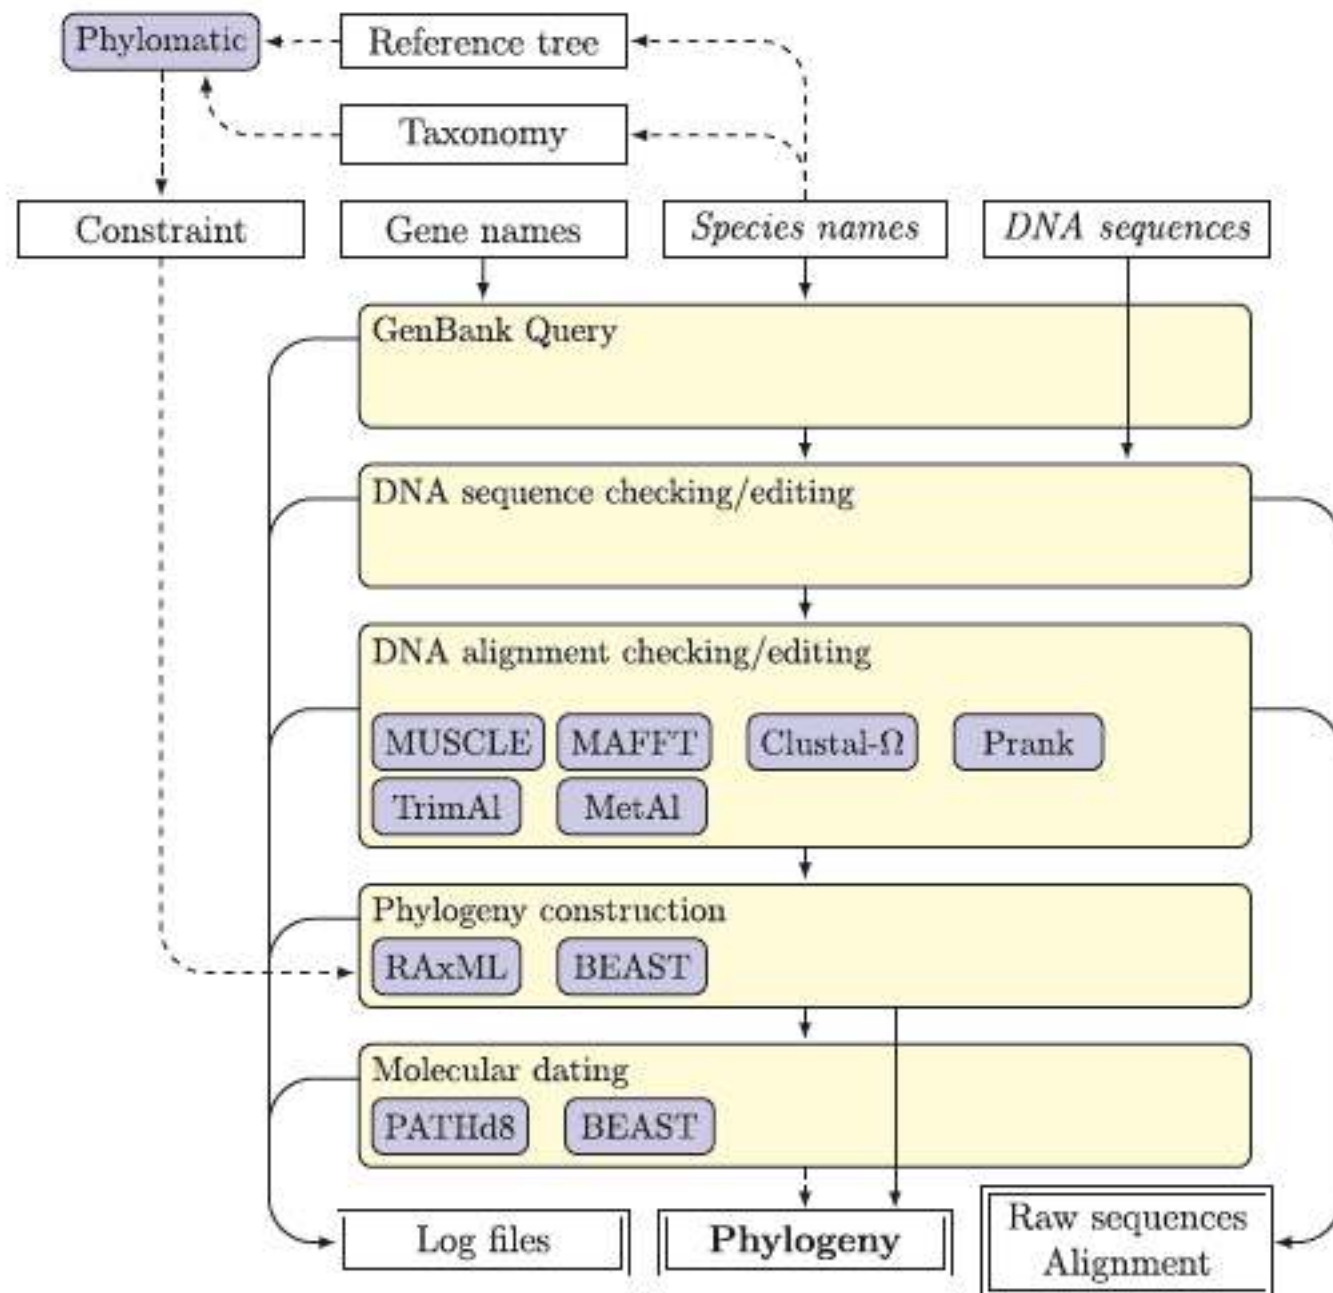 Phylomatic
Reference tree
Taxonomy
Constraint
Gene names
Species names
DNA sequences
GenBank Query
DNA sequence checking/editing
DNA alignment checking/editing
MUSCLE
MAFFT
Clustal-Ω
Prank
TrimAl
MetAl
Phylogeny construction
RAxML
BEAST
Molecular dating
PATHd8
BEAST
Log files
Phylogeny
Raw sequences
Alignment